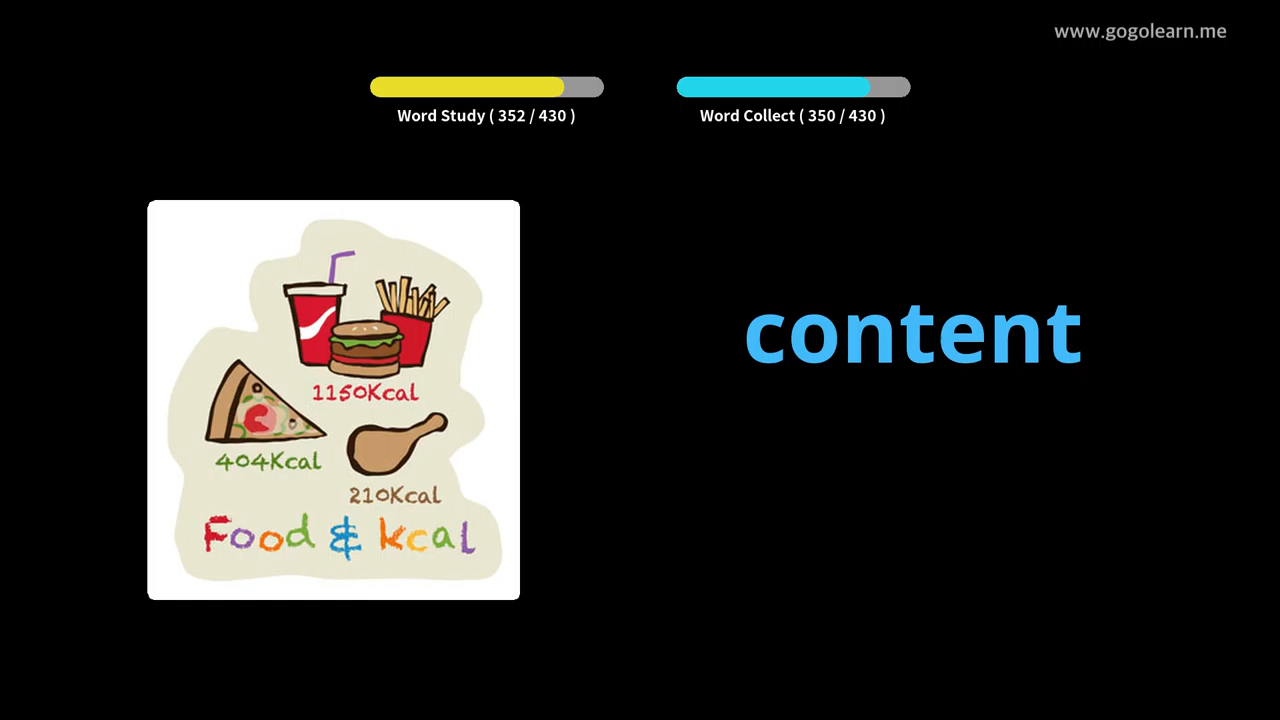 www.gogolearn.me
Word Study ( 352 / 430 )
Word Collect ( 350 / 430 )
1150Kcal
404Kcal
210Kcal
Food & kcal
content